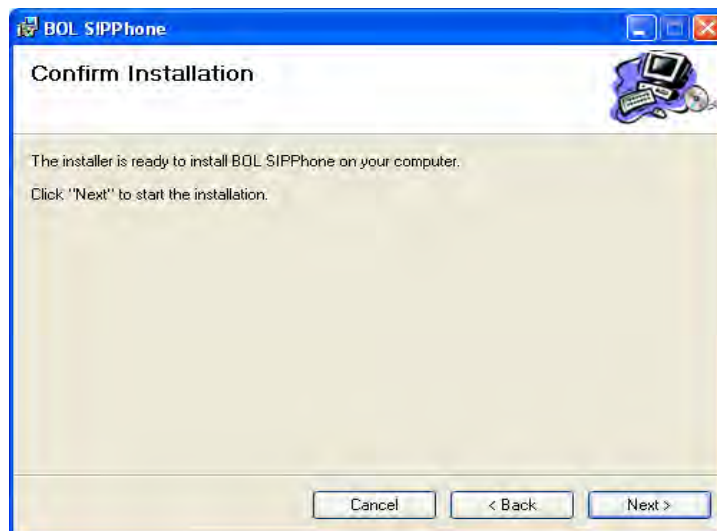 BOL SIPPhone
Confirm Installation
The installer is ready to install BOL SIPPhone on your computer.
Click "Next" to start the installation.
Cancel
< Back
Next >